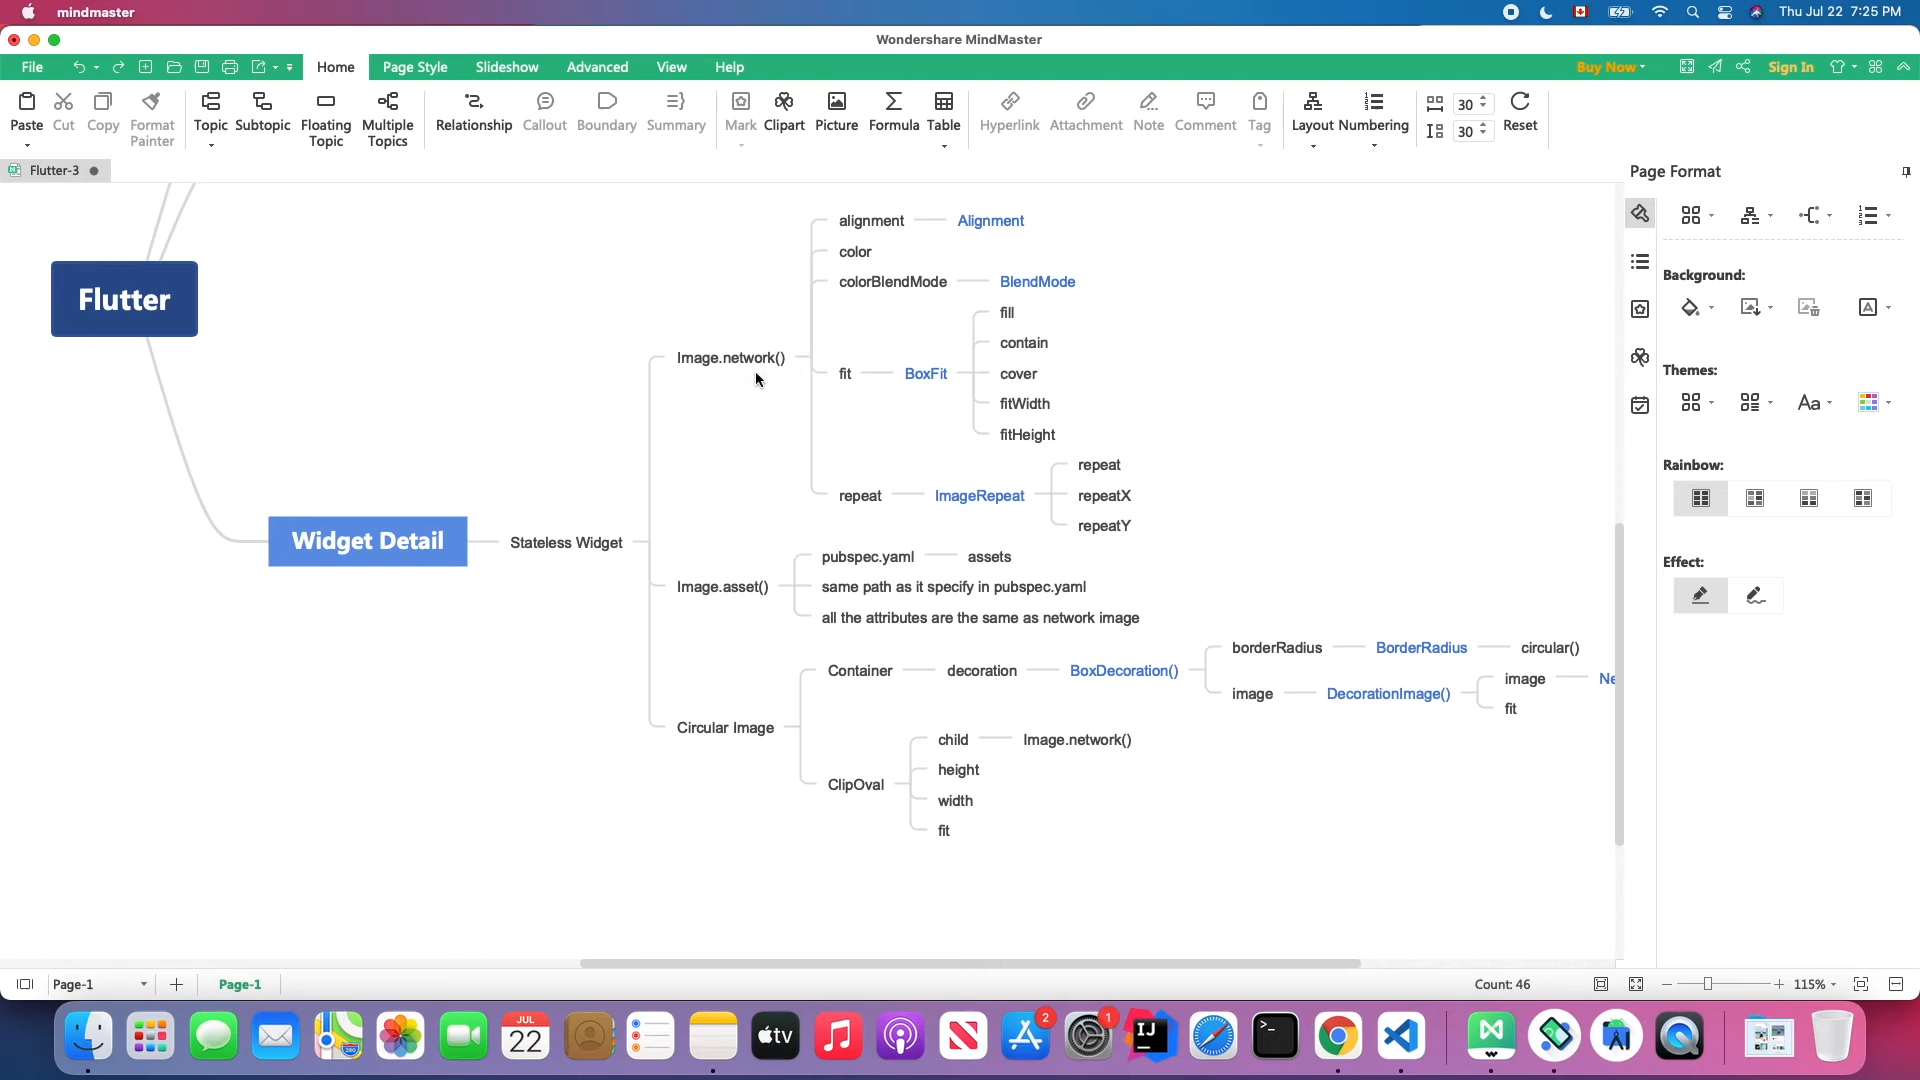 mindmaster
Thu Jul 22 7:25 PM
Wondershare MindMaster
File
Home
Page Style
Slideshow
Advanced
View
Help
Buy Now
Sign In
Paste
Cut
Copy
Format Painter
Topic
Subtopic
Floating Topic
Multiple Topics
Relationship
Callout
Boundary
Summary
Mark
Clipart
Picture
Formula
Table
Hyperlink
Attachment
Note
Comment
Tag
Layout
Numbering
30
30
Reset
Flutter-3
Page Format
Background:
Themes:
Aa
Rainbow:
Effect:
Flutter
Widget Detail
Stateless Widget
Image.network()
alignment
Alignment
color
colorBlendMode
BlendMode
fit
BoxFit
fill
contain
cover
fitWidth
fitHeight
repeat
ImageRepeat
repeat
repeatX
repeatY
Image.asset()
pubspec.yaml
assets
same path as it specify in pubspec.yaml
all the attributes are the same as network image
Circular Image
Container
decoration
BoxDecoration()
borderRadius
BorderRadius
circular()
image
DecorationImage()
image
Ne
fit
ClipOval
child
Image.network()
height
width
fit
Page-1
Page-1
Count: 46
115%
JUL
22
tv
2
1
IJ